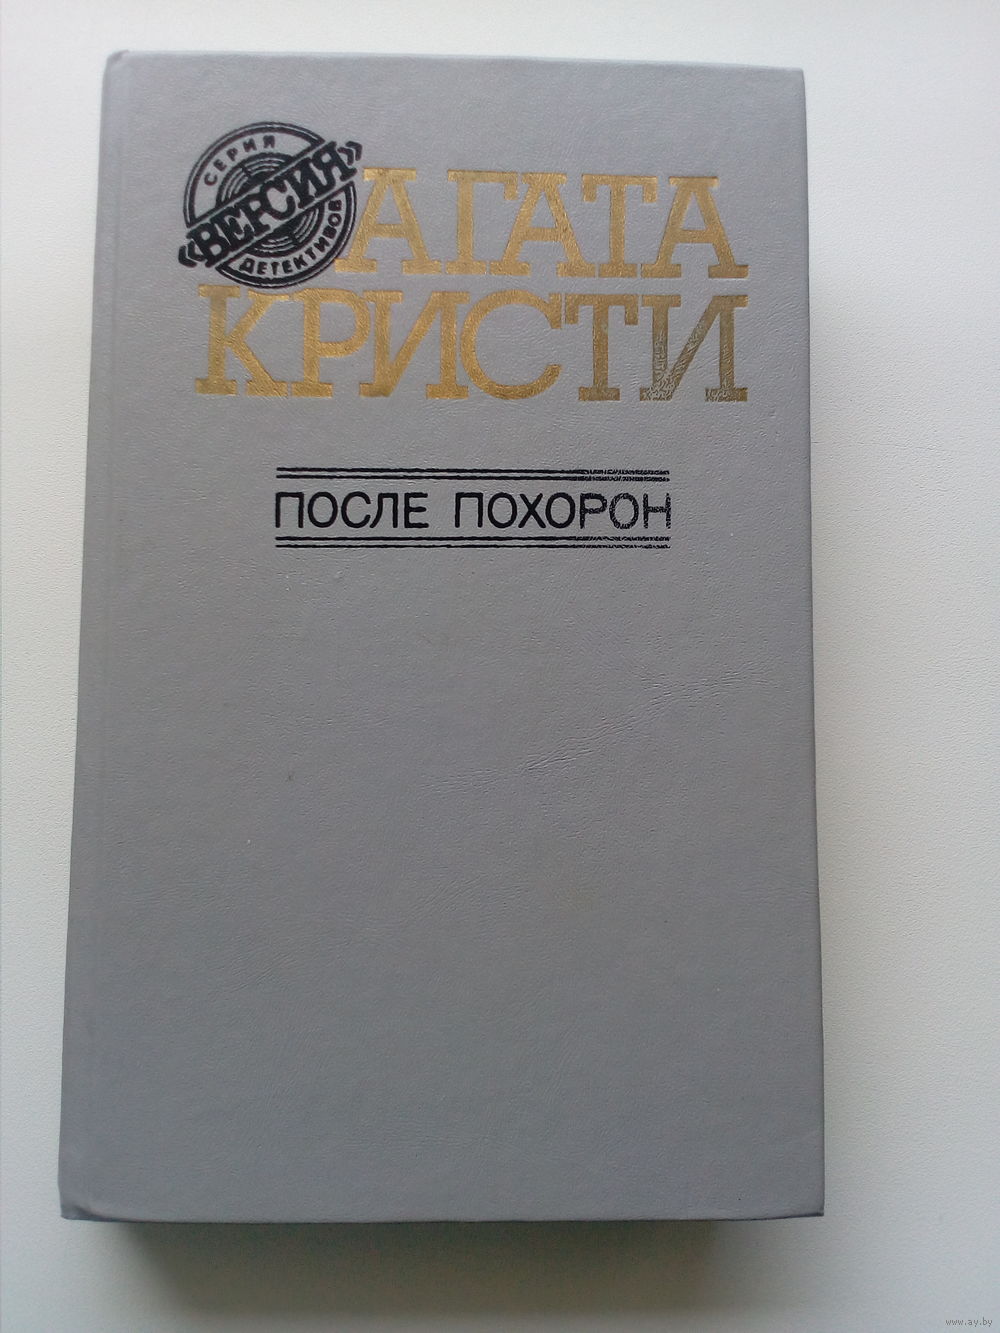 СЕРИЯ
«ВЕРСИЯ»
ДЕТЕКТИВОВ
АГАТА
КРИСТИ
ПОСЛЕ ПОХОРОН
www.ay.by